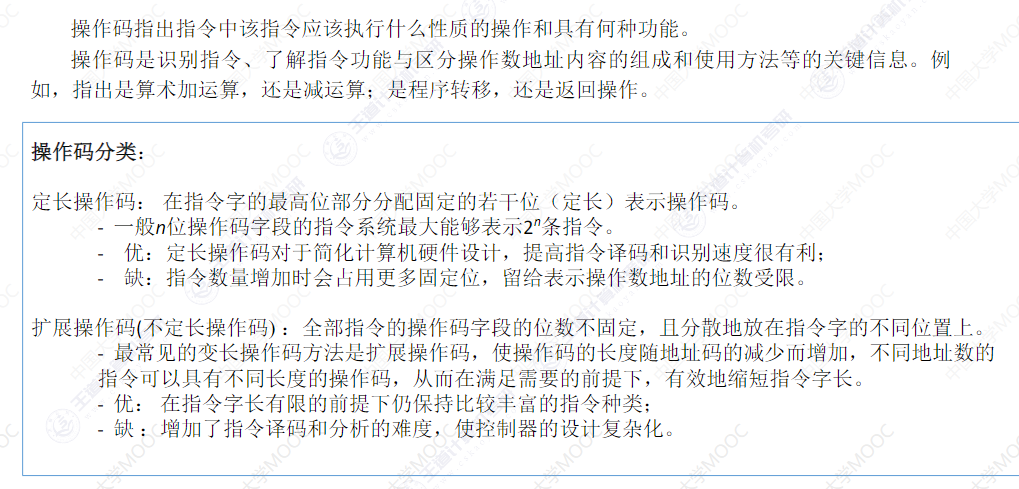 操作码指出指令中该指令应该执行什么性质的操作和具有何种功能。
操作码是识别指令、了解指令功能与区分操作数地址内容的组成和使用方法等的关键信息。例
如，指出是算术加运算，还是减运算；是程序转移，还是返回操作。
操作码分类：
定长操作码： 在指令字的最高位部分分配固定的若干位（定长）表示操作码。
- 一般n位操作码字段的指令系统最大能够表示2ⁿ条指令。
- 优：定长操作码对于简化计算机硬件设计，提高指令译码和识别速度很有利；
- 缺：指令数量增加时会占用更多固定位，留给表示操作数地址的位数受限。
扩展操作码(不定长操作码)：全部指令的操作码字段的位数不固定，且分散地放在指令字的不同位置上。
- 最常见的变长操作码方法是扩展操作码，使操作码的长度随地址码的减少而增加，不同地址数的
指令可以具有不同长度的操作码，从而在满足需要的前提下，有效地缩短指令字长。
- 优： 在指令字长有限的前提下仍保持比较丰富的指令种类；
- 缺：增加了指令译码和分析的难度，使控制器的设计复杂化。
中国大学MOOC